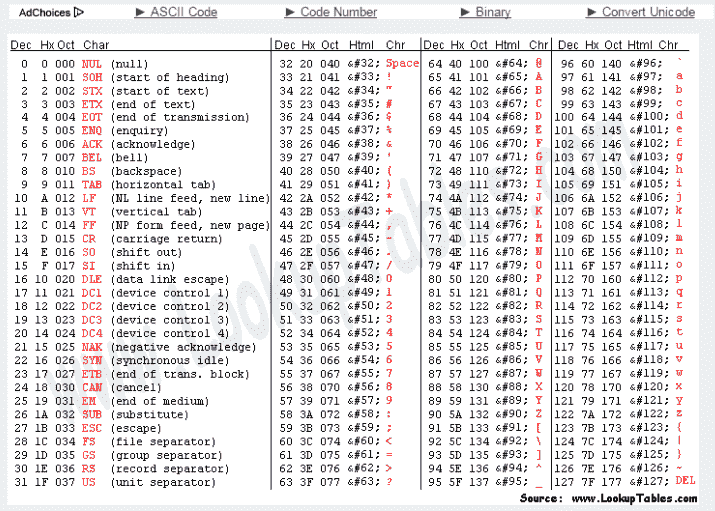 AdChoices ▷ ► ASCII Code ► Code Number ► Binary ► Convert Unicode
Dec Hx Oct Char Dec Hx Oct Html Chr Dec Hx Oct Html Chr Dec Hx Oct Html Chr
0 0 000 NUL (null) 32 20 040 &#32; Space 64 40 100 &#64; @ 96 60 140 &#96; `
1 1 001 SOH (start of heading) 33 21 041 &#33; ! 65 41 101 &#65; A 97 61 141 &#97; a
2 2 002 STX (start of text) 34 22 042 &#34; " 66 42 102 &#66; B 98 62 142 &#98; b
3 3 003 ETX (end of text) 35 23 043 &#35; # 67 43 103 &#67; C 99 63 143 &#99; c
4 4 004 EOT (end of transmission) 36 24 044 &#36; $ 68 44 104 &#68; D 100 64 144 &#100; d
5 5 005 ENQ (enquiry) 37 25 045 &#37; % 69 45 105 &#69; E 101 65 145 &#101; e
6 6 006 ACK (acknowledge) 38 26 046 &#38; & 70 46 106 &#70; F 102 66 146 &#102; f
7 7 007 BEL (bell) 39 27 047 &#39; ' 71 47 107 &#71; G 103 67 147 &#103; g
8 8 010 BS (backspace) 40 28 050 &#40; ( 72 48 110 &#72; H 104 68 150 &#104; h
9 9 011 TAB (horizontal tab) 41 29 051 &#41; ) 73 49 111 &#73; I 105 69 151 &#105; i
10 A 012 LF (NL line feed, new line) 42 2A 052 &#42; * 74 4A 112 &#74; J 106 6A 152 &#106; j
11 B 013 VT (vertical tab) 43 2B 053 &#43; + 75 4B 113 &#75; K 107 6B 153 &#107; k
12 C 014 FF (NP form feed, new page) 44 2C 054 &#44; , 76 4C 114 &#76; L 108 6C 154 &#108; l
13 D 015 CR (carriage return) 45 2D 055 &#45; - 77 4D 115 &#77; M 109 6D 155 &#109; m
14 E 016 SO (shift out) 46 2E 056 &#46; . 78 4E 116 &#78; N 110 6E 156 &#110; n
15 F 017 SI (shift in) 47 2F 057 &#47; / 79 4F 117 &#79; O 111 6F 157 &#111; o
16 10 020 DLE (data link escape) 48 30 060 &#48; 0 80 50 120 &#80; P 112 70 160 &#112; p
17 11 021 DC1 (device control 1) 49 31 061 &#49; 1 81 51 121 &#81; Q 113 71 161 &#113; q
18 12 022 DC2 (device control 2) 50 32 062 &#50; 2 82 52 122 &#82; R 114 72 162 &#114; r
19 13 023 DC3 (device control 3) 51 33 063 &#51; 3 83 53 123 &#83; S 115 73 163 &#115; s
20 14 024 DC4 (device control 4) 52 34 064 &#52; 4 84 54 124 &#84; T 116 74 164 &#116; t
21 15 025 NAK (negative acknowledge) 53 35 065 &#53; 5 85 55 125 &#85; U 117 75 165 &#117; u
22 16 026 SYN (synchronous idle) 54 36 066 &#54; 6 86 56 126 &#86; V 118 76 166 &#118; v
23 17 027 ETB (end of trans. block) 55 37 067 &#55; 7 87 57 127 &#87; W 119 77 167 &#119; w
24 18 030 CAN (cancel) 56 38 070 &#56; 8 88 58 130 &#88; X 120 78 170 &#120; x
25 19 031 EM (end of medium) 57 39 071 &#57; 9 89 59 131 &#89; Y 121 79 171 &#121; y
26 1A 032 SUB (substitute) 58 3A 072 &#58; : 90 5A 132 &#90; Z 122 7A 172 &#122; z
27 1B 033 ESC (escape) 59 3B 073 &#59; ; 91 5B 133 &#91; [ 123 7B 173 &#123; {
28 1C 034 FS (file separator) 60 3C 074 &#60; < 92 5C 134 &#92; \ 124 7C 174 &#124; |
29 1D 035 GS (group separator) 61 3D 075 &#61; = 93 5D 135 &#93; ] 125 7D 175 &#125; }
30 1E 036 RS (record separator) 62 3E 076 &#62; > 94 5E 136 &#94; ^ 126 7E 176 &#126; ~
31 1F 037 US (unit separator) 63 3F 077 &#63; ? 95 5F 137 &#95; _ 127 7F 177 &#127; DEL
Source: www.LookupTables.com
www.LookupTables.com